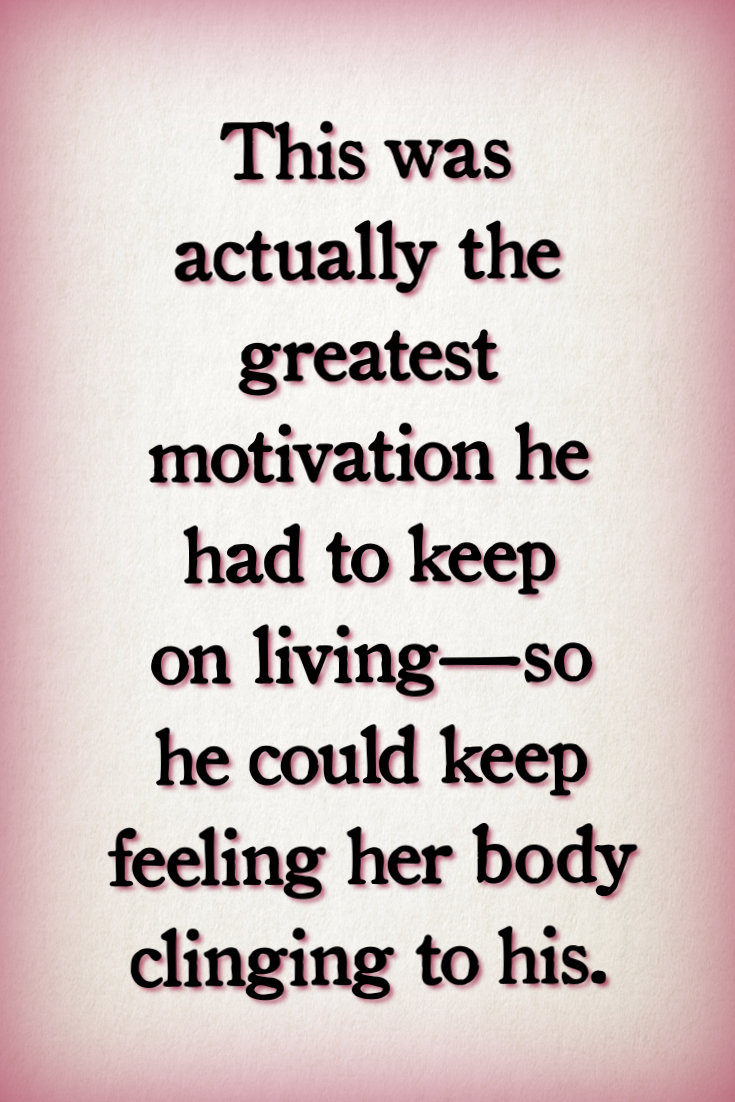 This was
actually the
greatest
motivation he
had to keep
on living—so
he could keep
feeling her body
clinging to his.